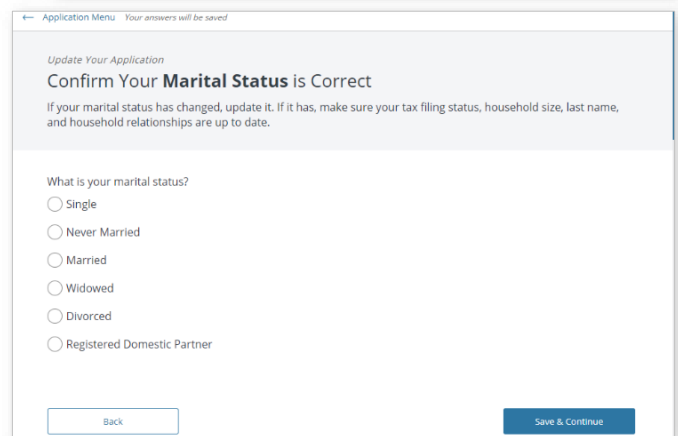 ← Application Menu Your answers will be saved
Update Your Application
Confirm Your Marital Status is Correct
If your marital status has changed, update it. If it has, make sure your tax filing status, household size, last name,
and household relationships are up to date.
What is your marital status?
Single
Never Married
Married
Widowed
Divorced
Registered Domestic Partner
Back
Save & Continue